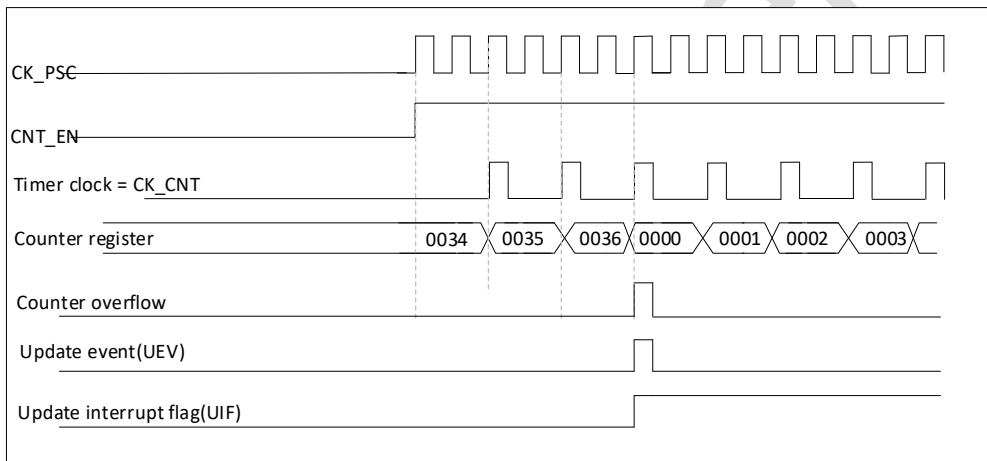 CK_PSC
CNT_EN
Timer clock = CK_CNT
Counter register 0034 0035 0036 0000 0001 0002 0003
Counter overflow
Update event(UEV)
Update interrupt flag(UIF)